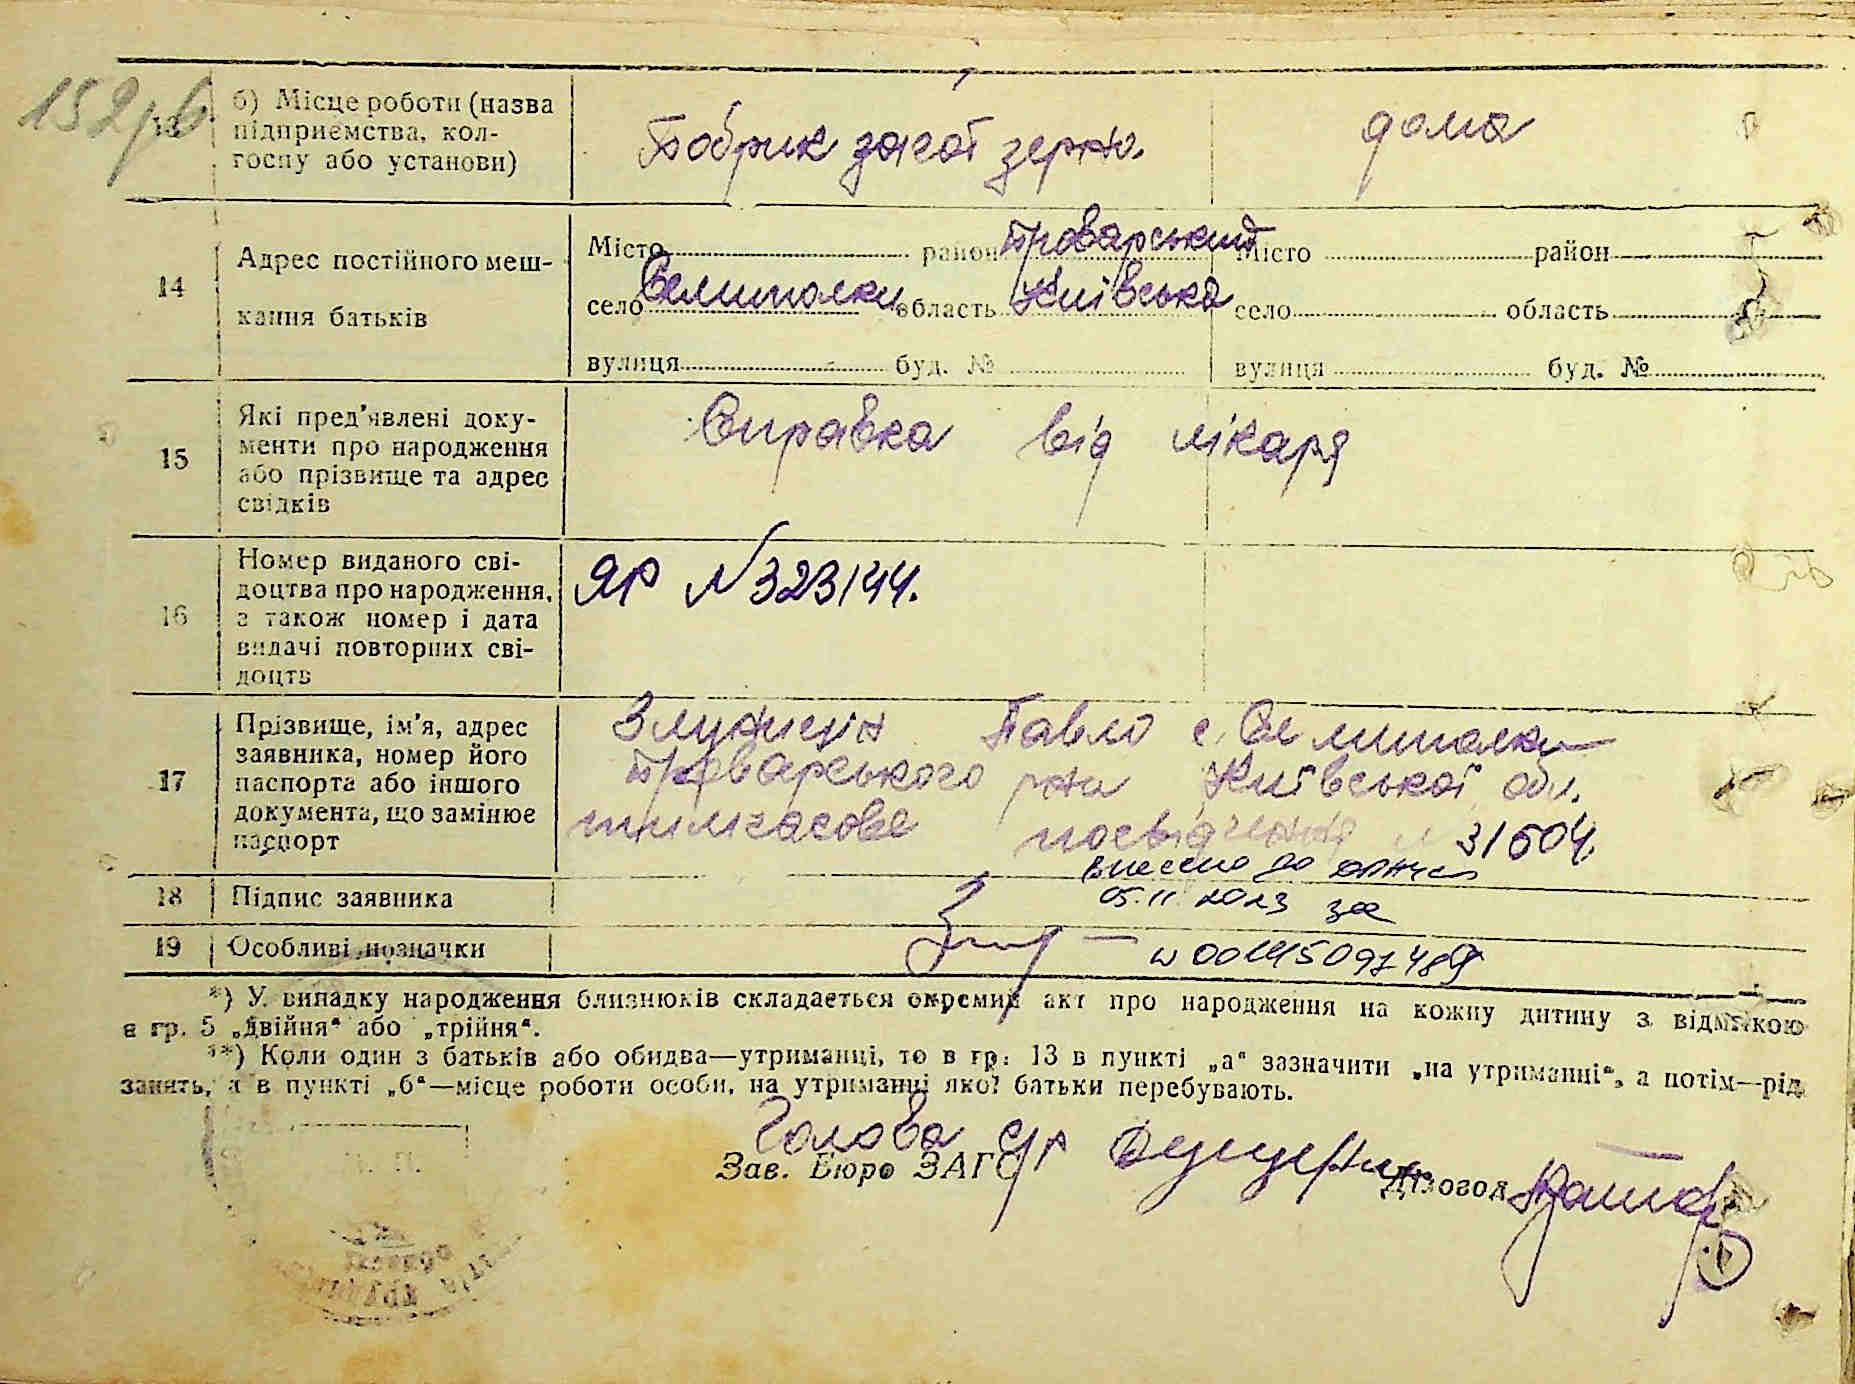 152
б) Місце роботи (назва
підприємства, кол-
госпу або установи)
Бобрик загот зерно.
дома
14
Адрес постійного меш-
кання батьків
Місто район Броварський
село Семиполки область Київська
вулиця буд. №
Місто район
село область
вулиця буд. №
15
Які пред'явлені доку-
менти про народження
або прізвище та адрес
свідків
Справка від лікаря
16
Номер виданого сві-
доцтва про народження,
а також номер і дата
видачі повторних сві-
доцтв
ЯР № 323144.
17
Прізвище, ім'я, адрес
заявника, номер його
паспорта або іншого
документа, що замінює
паспорт
Павло с. Семиполки
Броварського р-на Київської обл.
тимчасове посвідчення № 31504.
внесено до
05.11.2023 за
18
Підпис заявника
19
Особливі позначки
*) У випадку народження близнюків складається окремий акт про народження на кожну дитину з відміткою
в гр. 5 „двійня“ або „трійня“.
**) Коли один з батьків або обидва—утриманці, то в гр. 13 в пункті „а“ зазначити „на утриманні“, а потім—рід
занять, а в пункті „б“—місце роботи особи, на утриманні якої батьки перебувають.
Голова с/р
Зав. Бюро ЗАГС
Діловод